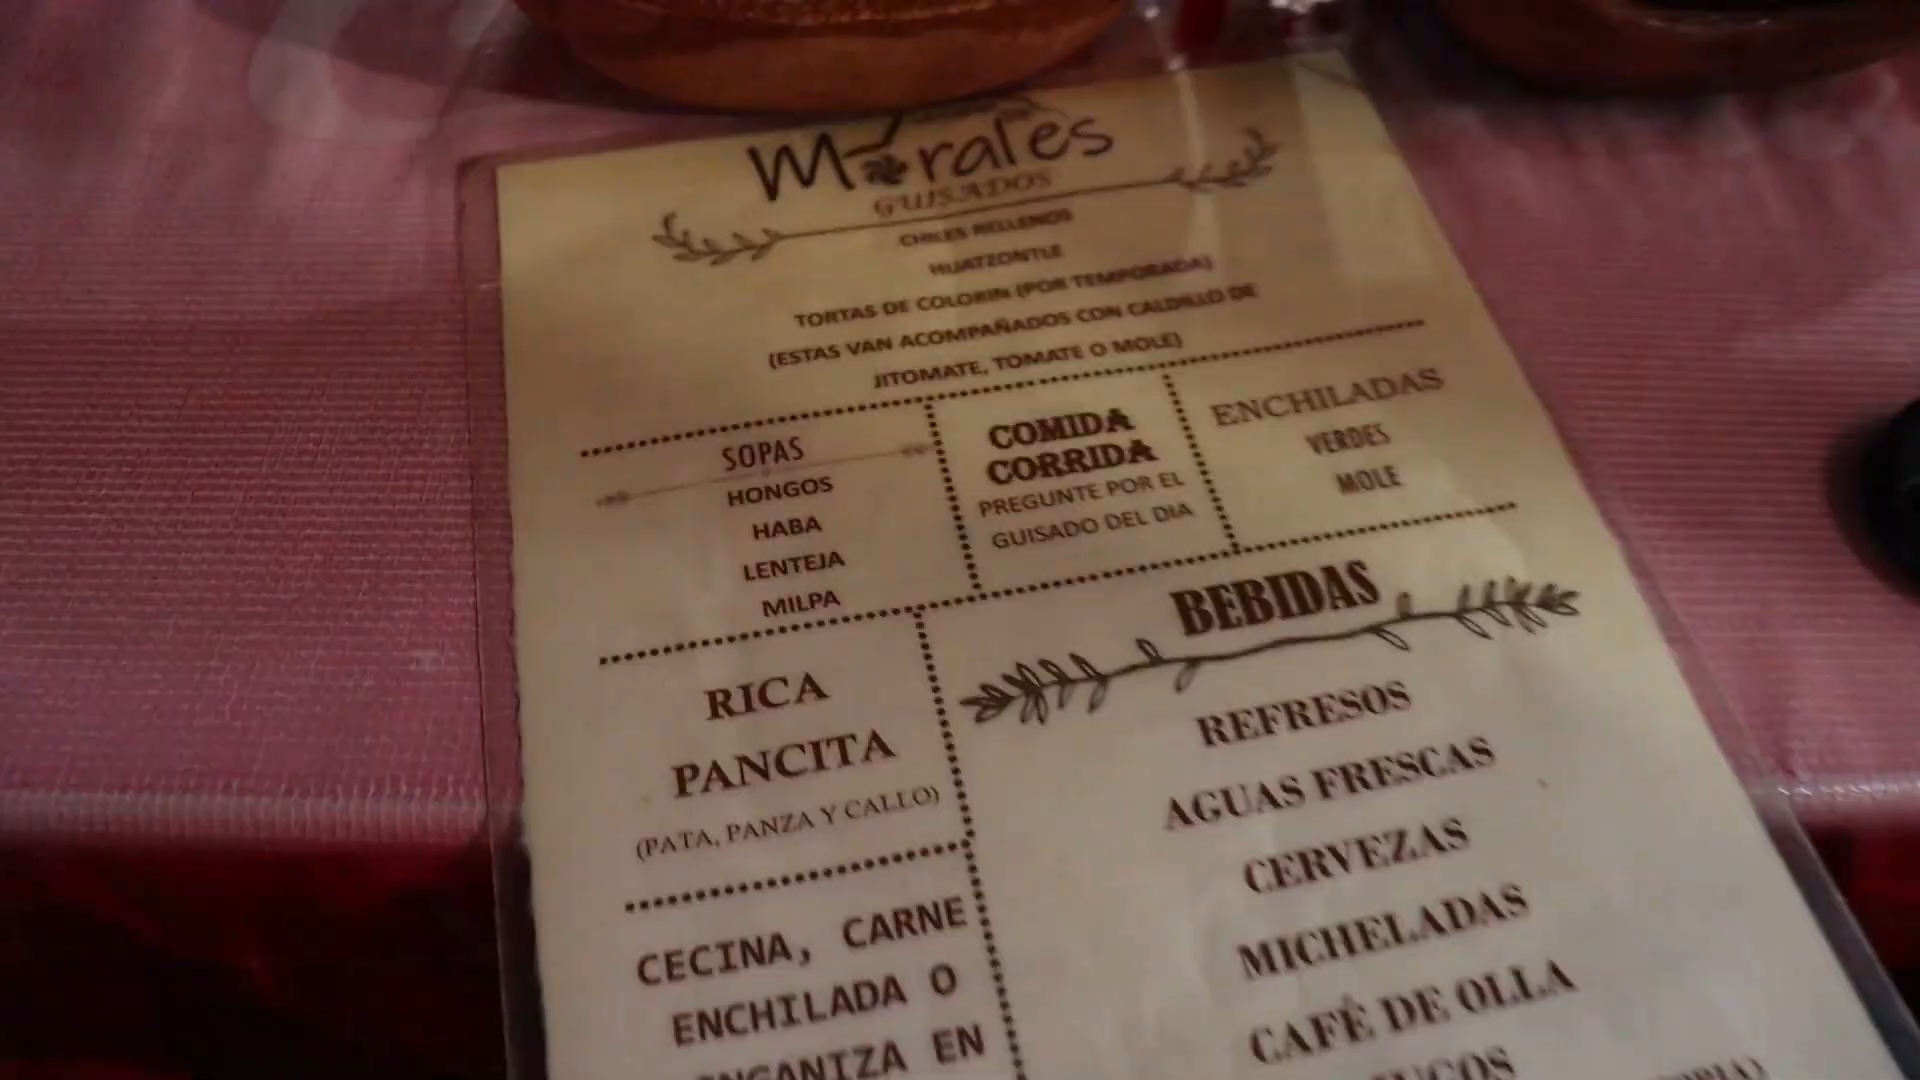 Morales
GUISADOS
CHILES RELLENOS
HUATZONTLE
TORTAS DE COLORIN (POR TEMPORADA)
(ESTAS VAN ACOMPAÑADOS CON CALDILLO DE
JITOMATE, TOMATE O MOLE)
SOPAS
HONGOS
HABA
LENTEJA
MILPA
COMIDA
CORRIDA
PREGUNTE POR EL
GUISADO DEL DIA
ENCHILADAS
VERDES
MOLE
RICA
PANCITA
(PATA, PANZA Y CALLO)
CECINA, CARNE
ENCHILADA O
EN
BEBIDAS
REFRESOS
AGUAS FRESCAS
CERVEZAS
MICHELADAS
CAFÉ DE OLLA
JUGOS